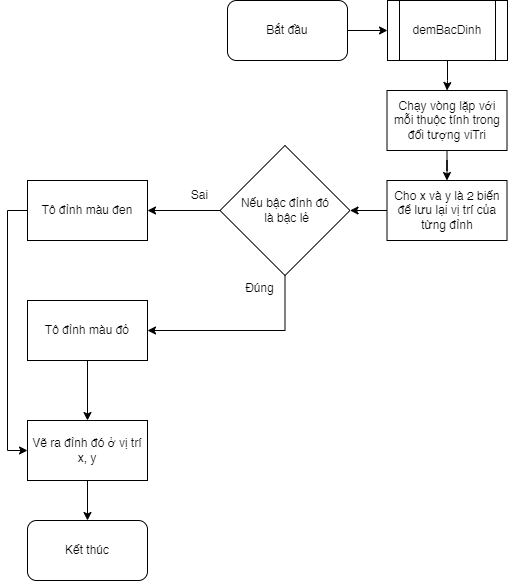 Bắt đầu
demBacDinh
Chạy vòng lặp với
mỗi thuộc tính trong
đối tượng viTri
Cho x và y là 2 biến
để lưu lại vị trí của
từng đỉnh
Nếu bậc đỉnh đó
là bậc lẻ
Sai
Tô đỉnh màu đen
Đúng
Tô đỉnh màu đỏ
Vẽ ra đỉnh đó ở vị trí
x, y
Kết thúc